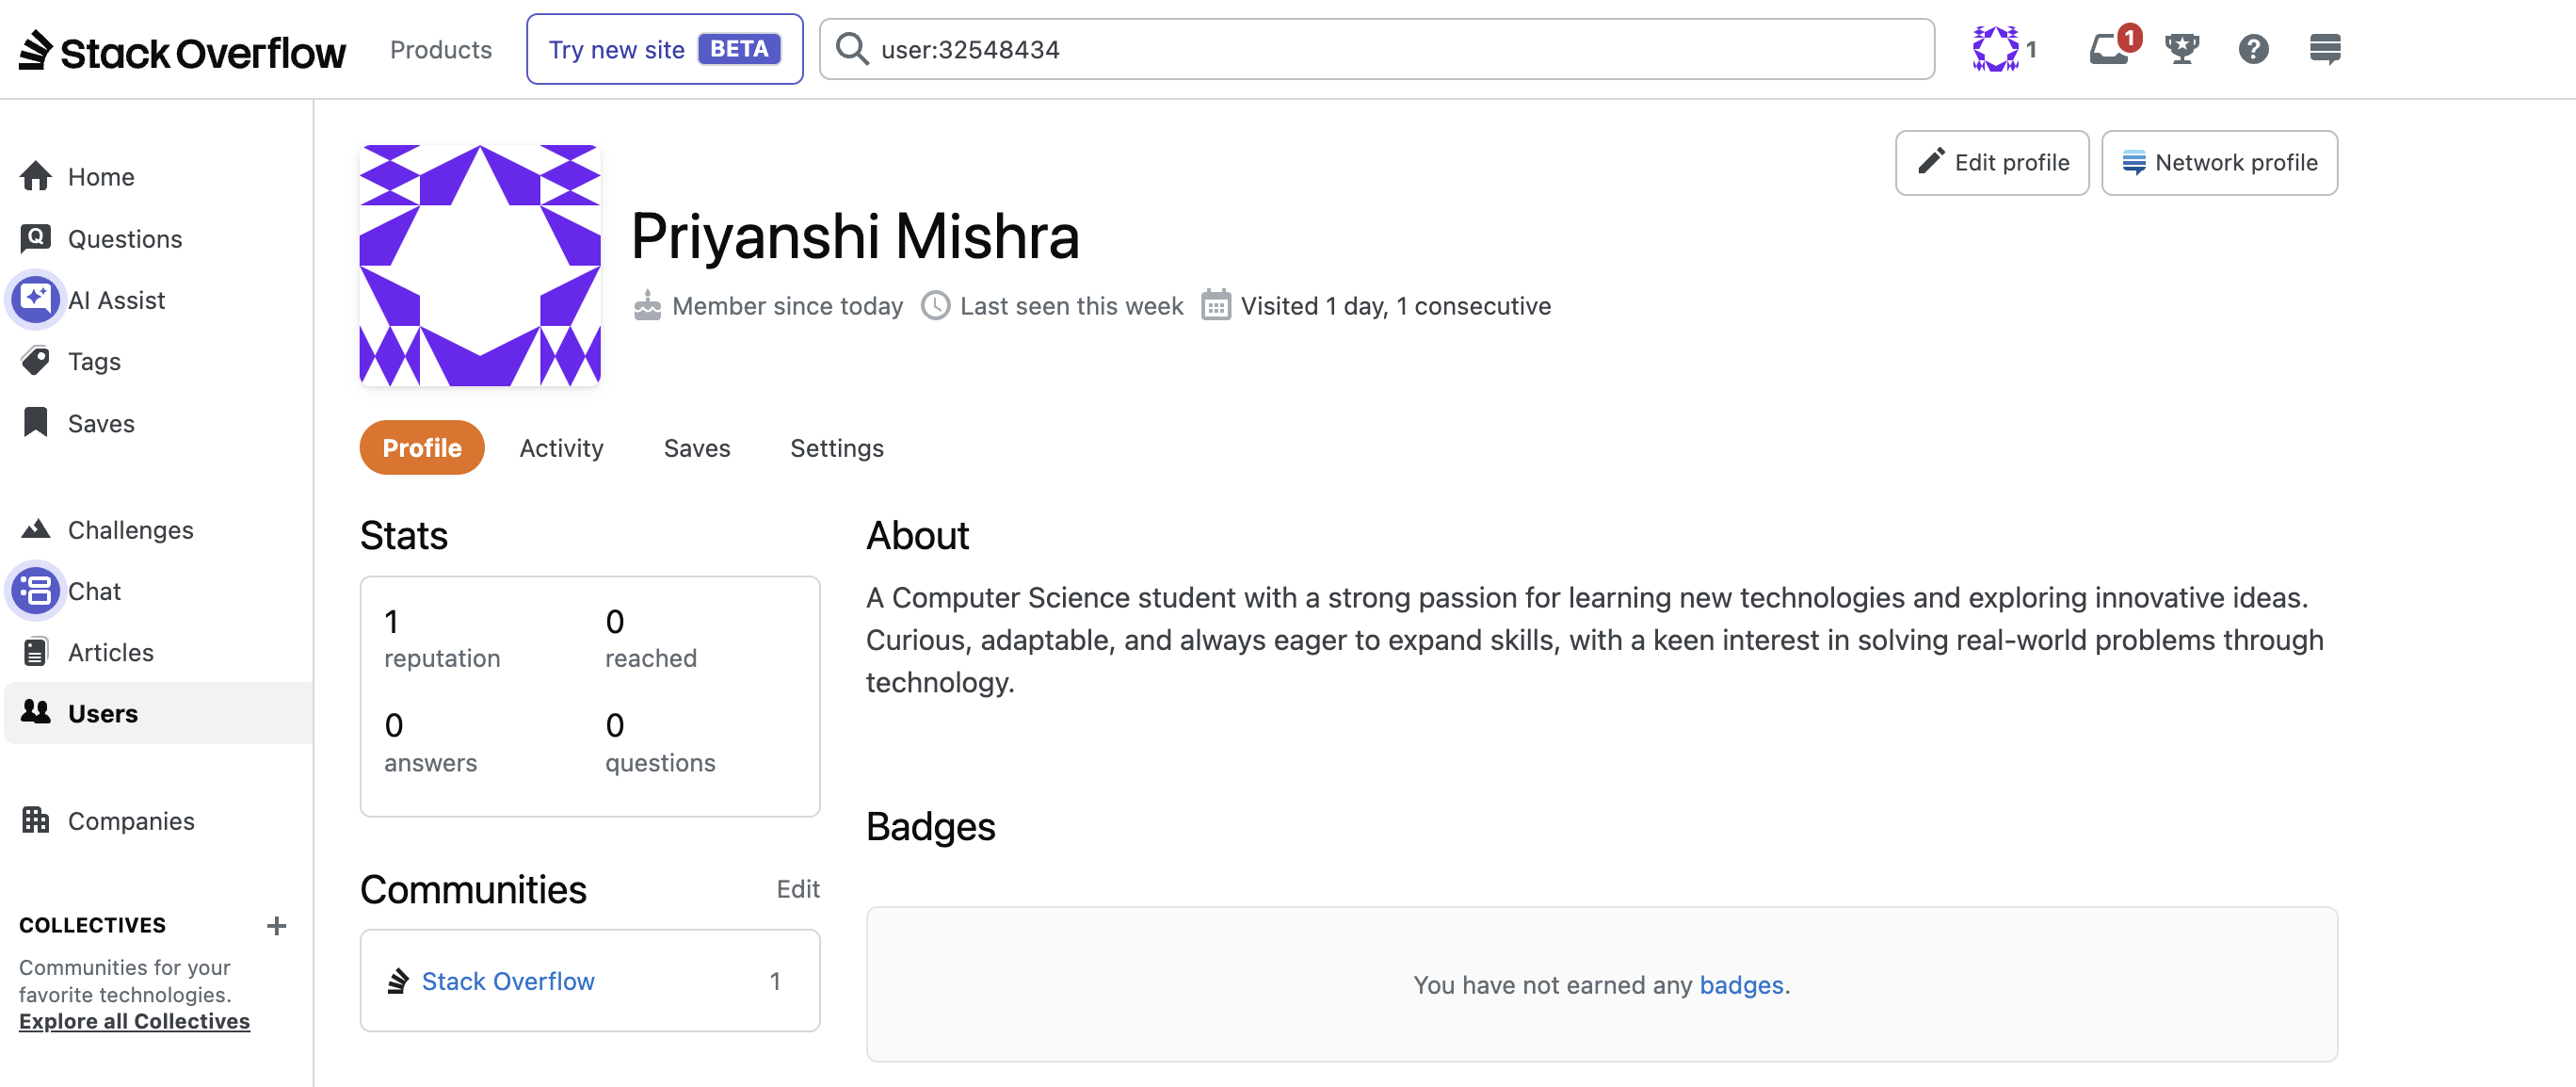 stack overflow
Products
Try new site BETA
user:32548434
1
1
Home
Questions
AI Assist
Tags
Saves
Challenges
Chat
Articles
Users
Companies
COLLECTIVES
Communities for your
favorite technologies.
Explore all Collectives
Edit profile
Network profile
Priyanshi Mishra
Member since today Last seen this week Visited 1 day, 1 consecutive
Profile Activity Saves Settings
Stats
1 0
reputation reached
0 0
answers questions
Communities Edit
Stack Overflow 1
About
A Computer Science student with a strong passion for learning new technologies and exploring innovative ideas.
Curious, adaptable, and always eager to expand skills, with a keen interest in solving real-world problems through
technology.
Badges
You have not earned any badges.